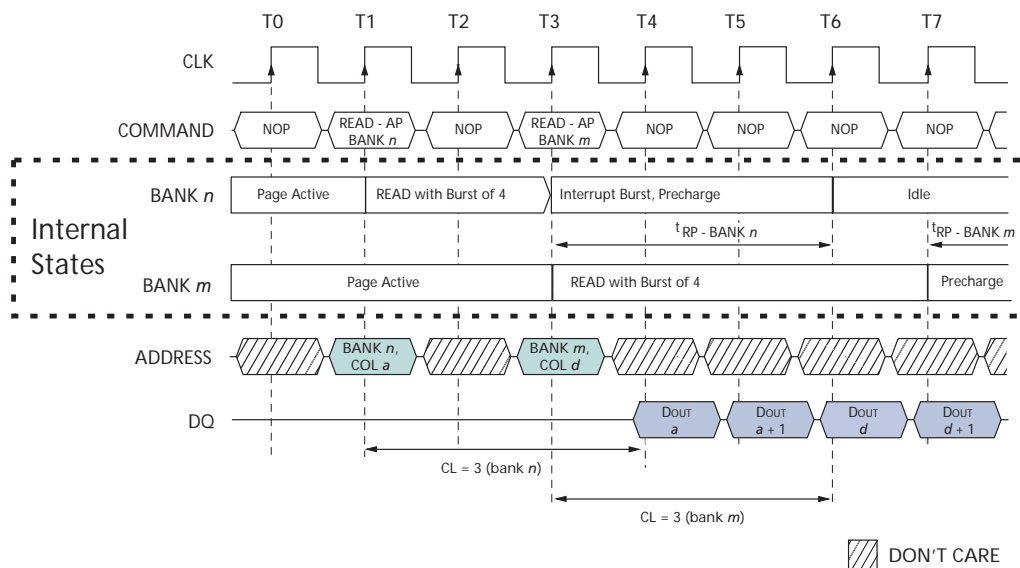 T0 T1 T2 T3 T4 T5 T6 T7
CLK
COMMAND NOP READ - AP BANK n NOP READ - AP BANK m NOP NOP NOP NOP
Internal States
BANK n Page Active READ with Burst of 4 Interrupt Burst, Precharge Idle
tRP - BANK n tRP - BANK m
BANK m Page Active READ with Burst of 4 Precharge
ADDRESS BANK n, COL a BANK m, COL d
DQ DOUT a DOUT a + 1 DOUT d DOUT d + 1
CL = 3 (bank n)
CL = 3 (bank m)
DON'T CARE